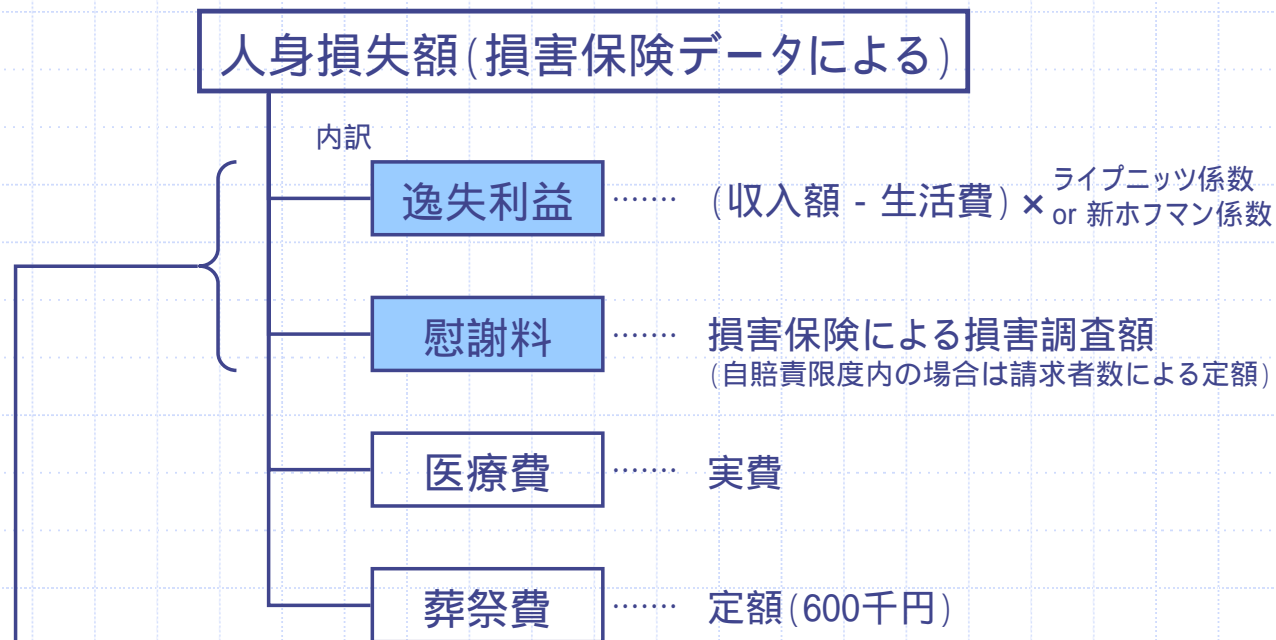 人身損失額(損害保険データによる)
内訳
逸失利益 ……. (収入額 - 生活費) × ライプニッツ係数
or 新ホフマン係数
慰謝料 ……. 損害保険による損害調査額
(自賠責限度内の場合は請求者数による定額)
医療費 ……. 実費
葬祭費 ……. 定額(600千円)